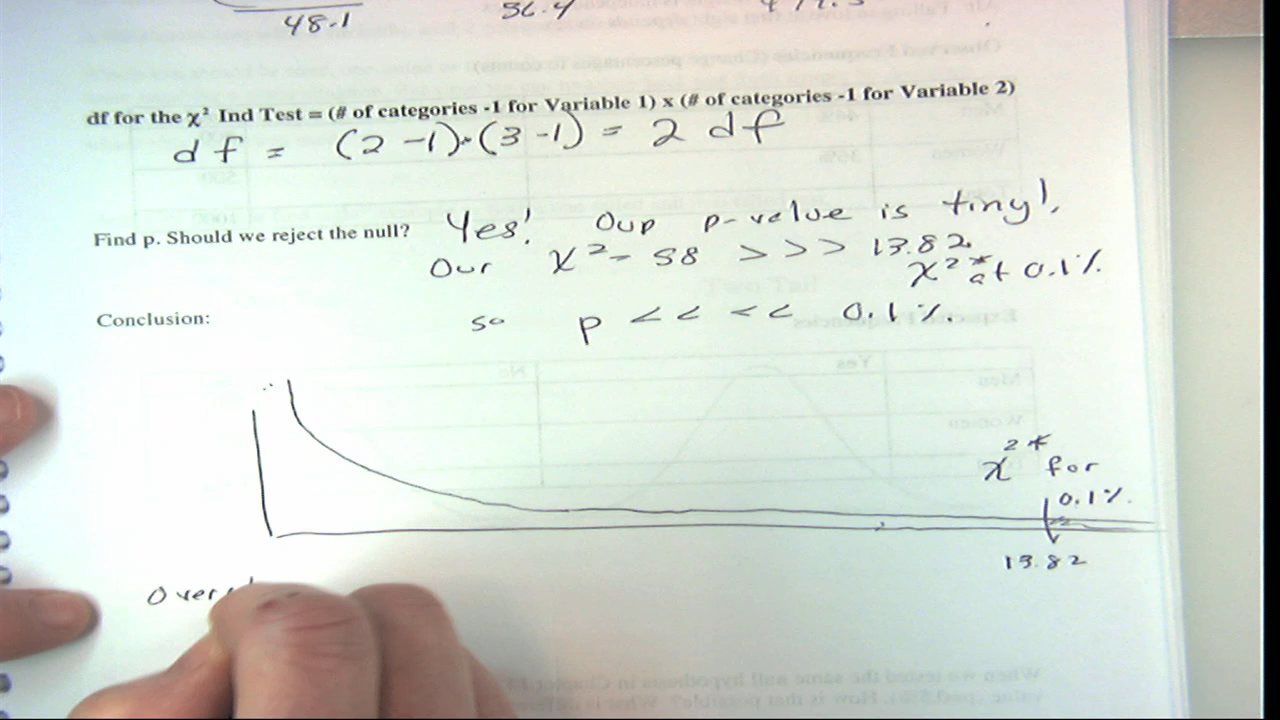 48.1 56.4
df for the χ² Ind Test = (# of categories -1 for Variable 1) x (# of categories -1 for Variable 2)
df = (2 -1)·(3 -1) = 2 df
Find p. Should we reject the null? Yes! Our p-value is tiny!
Our χ² = 58 >>> 13.82
χ²* at 0.1%
Conclusion: so p << << 0.1%.
χ²* for
0.1%.
13.82
Over